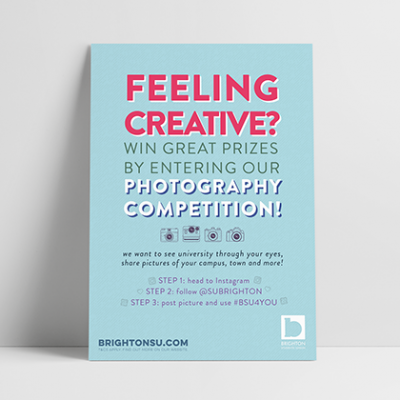 FEELING
CREATIVE?
WIN GREAT PRIZES
BY ENTERING OUR
PHOTOGRAPHY
COMPETITION!
we want to see university through your eyes,
share pictures of your campus, town and more!
STEP 1: head to Instagram
STEP 2: follow @SUBRIGHTON
STEP 3: post picture and use #BSU4YOU
BRIGHTONSU.COM
BRIGHTON